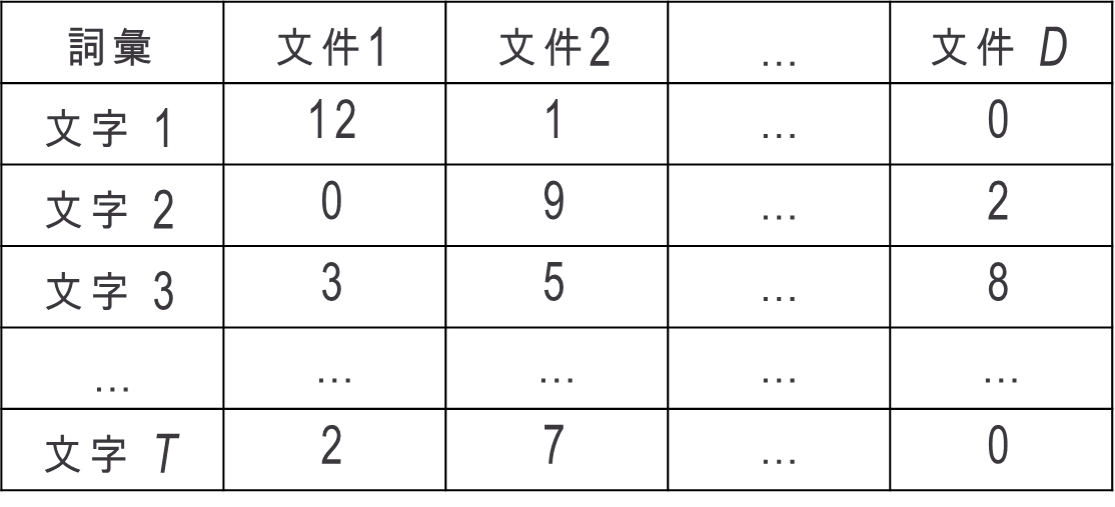 詞彙 文件1 文件2 … 文件 D
文字 1 12 1 … 0
文字 2 0 9 … 2
文字 3 3 5 … 8
… … … … …
文字 T 2 7 … 0